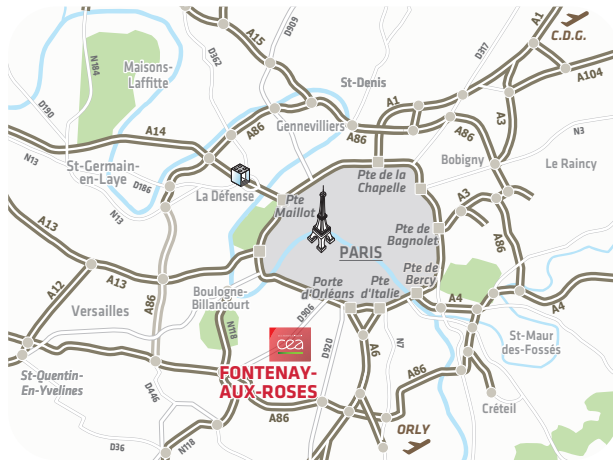 A1
C.D.G.
A15
D909
D362
N184
Maisons-
Laffitte
D317
A104
St-Denis
D190
A1
A3
A14
A86
Gennevilliers
A86
A86
N3
N13
St-Germain-
en-Laye
D186
La Défense
Pte de la
Chapelle
Bobigny
Le Raincy
N13
Pte
Maillot
A3
A13
Pte de
Bagnolet
A86
PARIS
A12
A13
A86
Boulogne-
Billancourt
Porte
d'Orléans
Pte
d'Italie
Pte de
Bercy
A4
A4
Versailles
N118
D906
D920
A6
N7
St-Maur
des-Fossés
cea
FONTENAY-
AUX-ROSES
St-Quentin-
En-Yvelines
D446
A86
A86
Créteil
D36
N118
ORLY